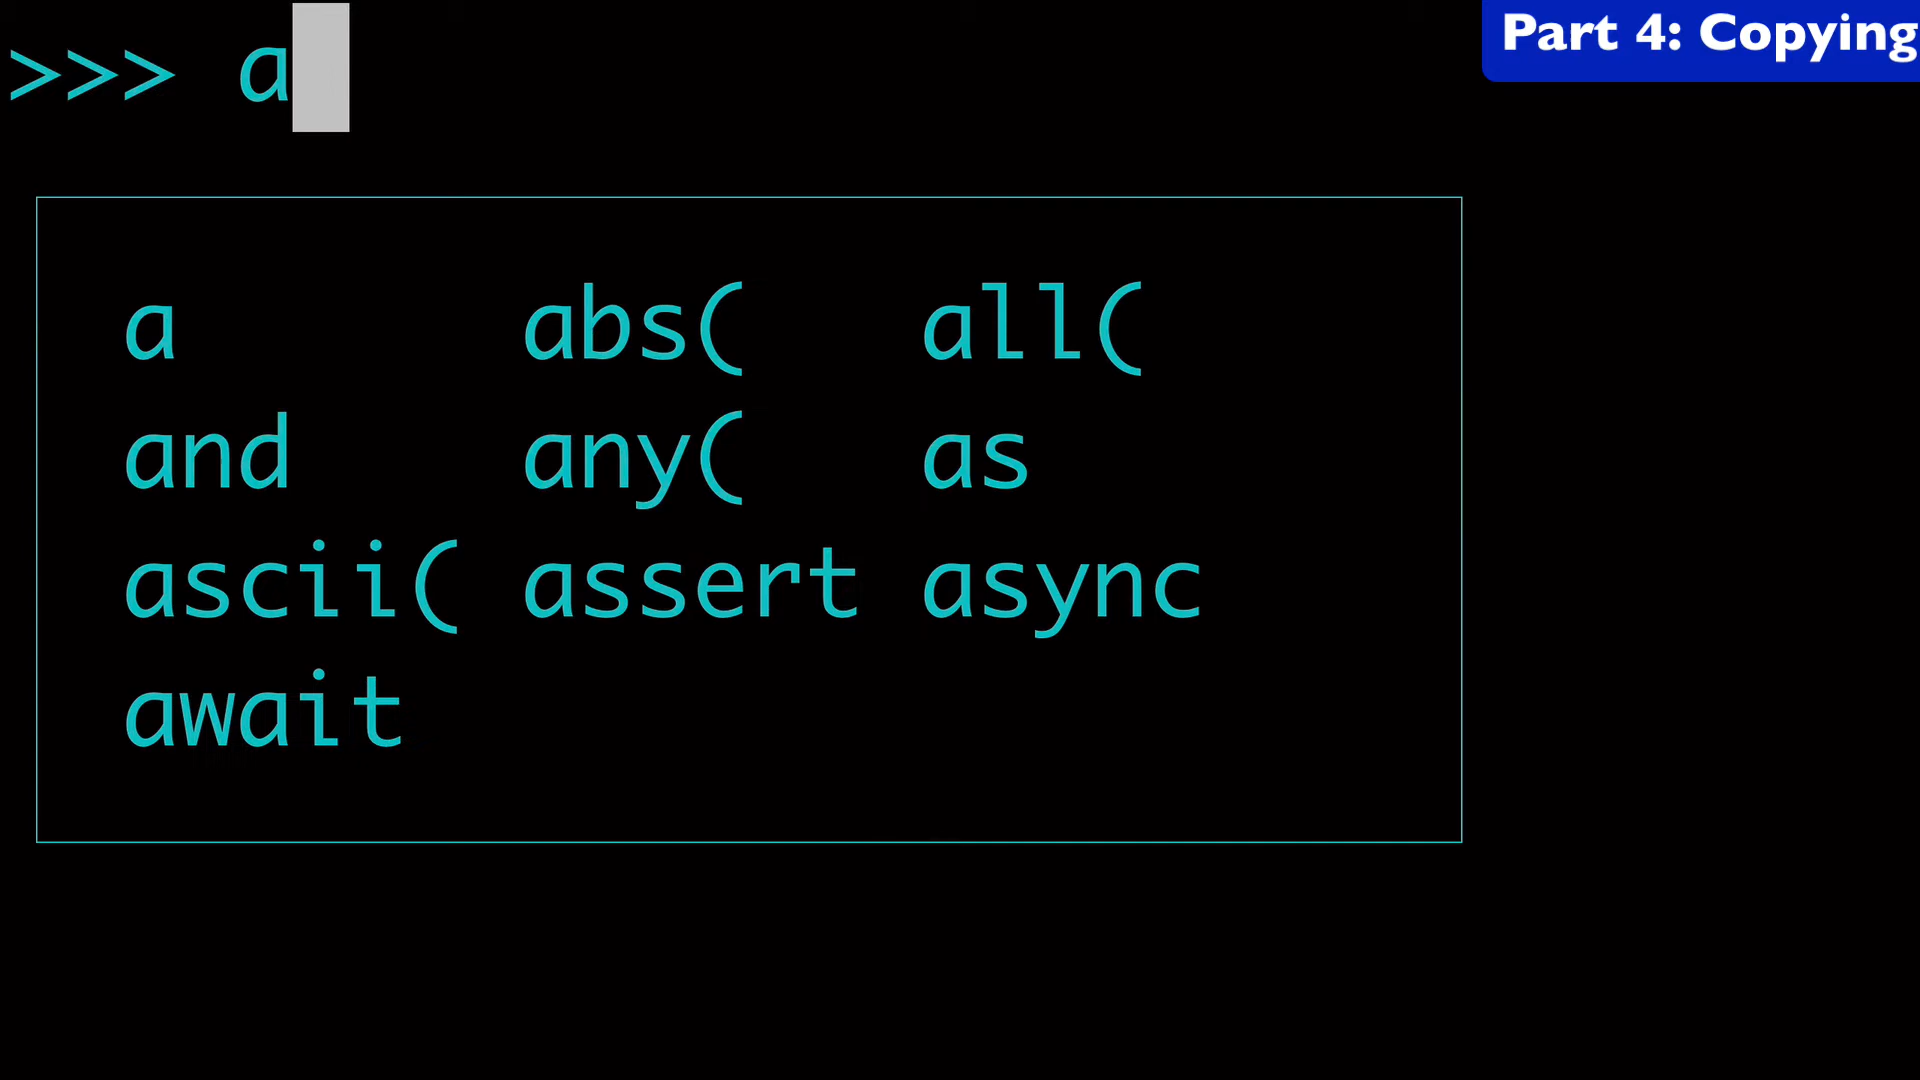 >>> a
Part 4: Copying
a abs( all(
and any( as
ascii( assert async
await